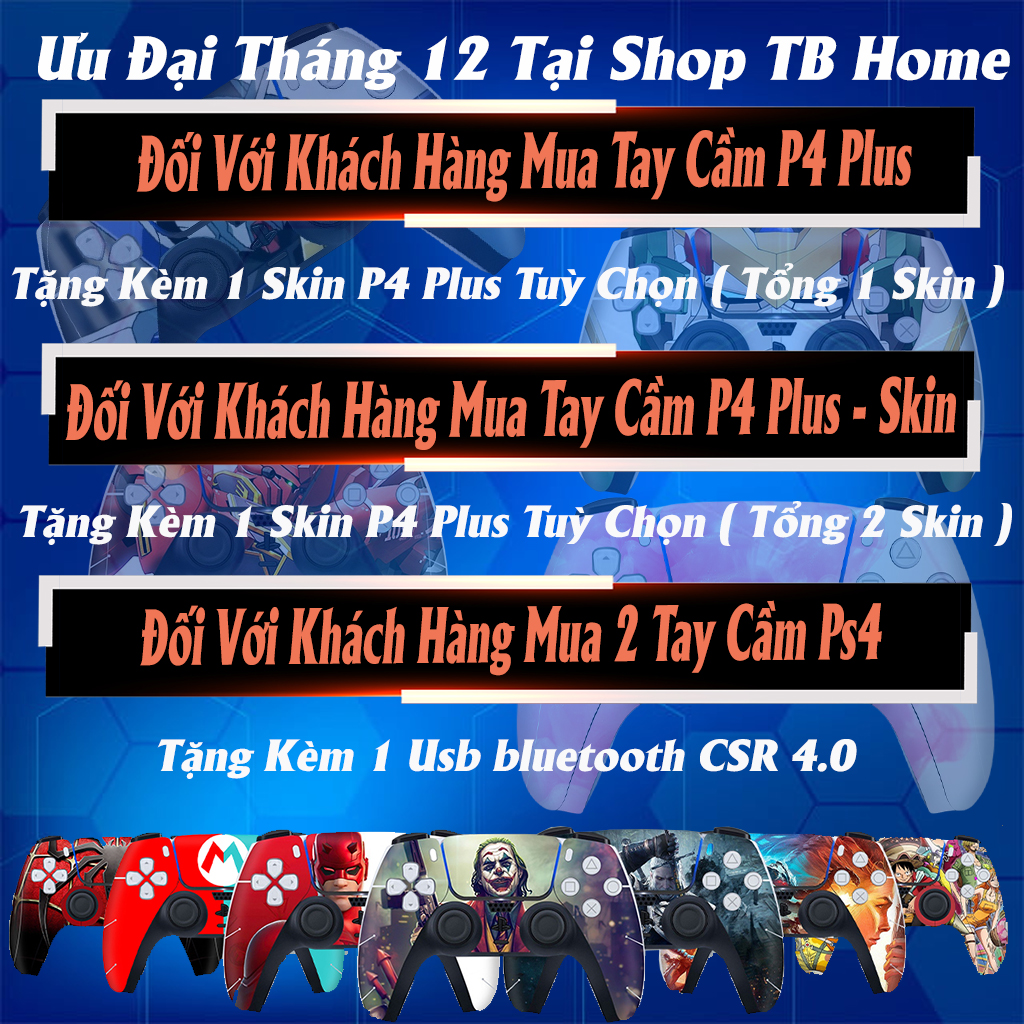 Ưu Đại Tháng 12 Tại Shop TB Home
Đối Với Khách Hàng Mua Tay Cầm P4 Plus
Tặng Kèm 1 Skin P4 Plus Tuỳ Chọn ( Tổng 1 Skin )
Đối Với Khách Hàng Mua Tay Cầm P4 Plus - Skin
Tặng Kèm 1 Skin P4 Plus Tuỳ Chọn ( Tổng 2 Skin )
Đối Với Khách Hàng Mua 2 Tay Cầm Ps4
Tặng Kèm 1 Usb bluetooth CSR 4.0
M